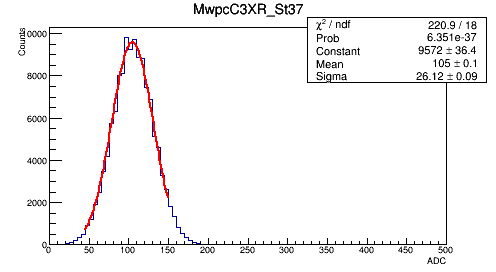 MwpcC3XR_St37
χ² / ndf 220.9 / 18
Prob 6.351e-37
Constant 9572 ± 36.4
Mean 105 ± 0.1
Sigma 26.12 ± 0.09
Counts
0000
8000
6000
4000
2000
0
0 50 100 150 200 250 300 350 400 450 500
ADC